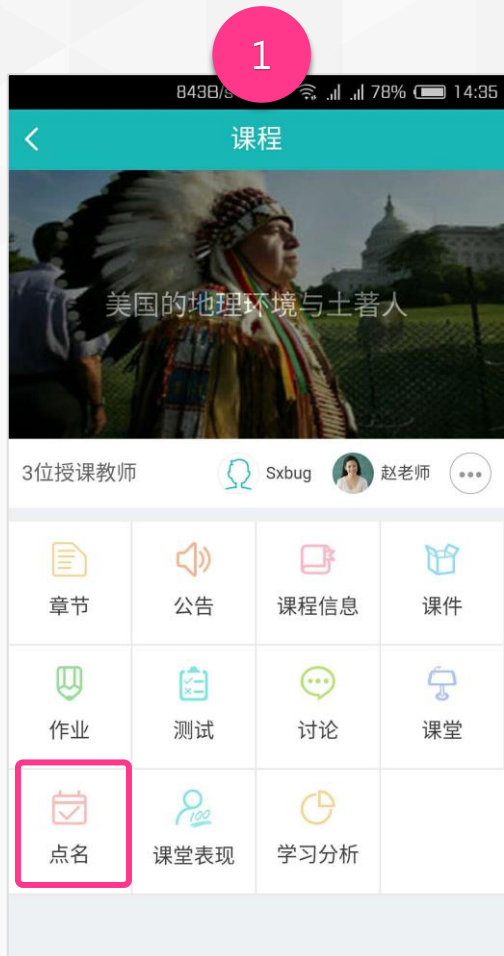 1
843B/s 78% 14:35
课程
美国的地理环境与土著人
3位授课教师 Sxbug 赵老师
章节 公告 课程信息 课件
作业 测试 讨论 课堂
100
点名 课堂表现 学习分析